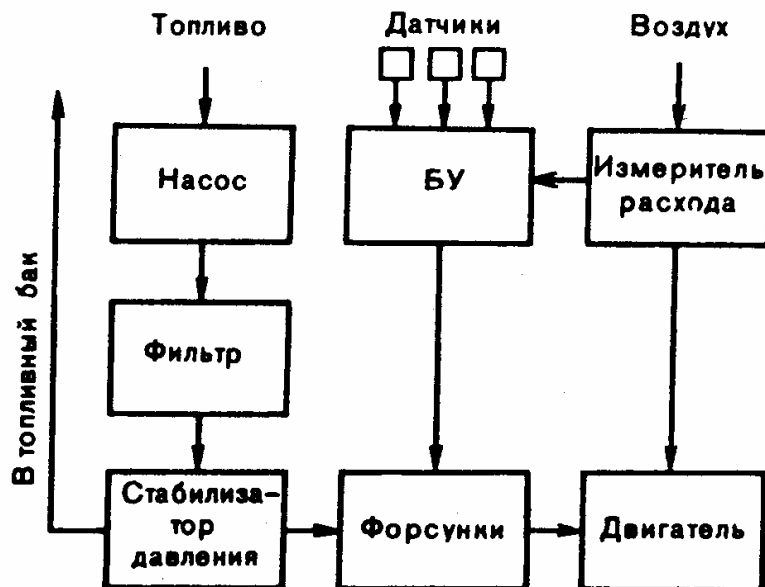 Топливо
Датчики
Воздух
Насос
БУ
Измеритель
расхода
В топливный бак
Фильтр
Стабилиза-
тор
давления
Форсунки
Двигатель